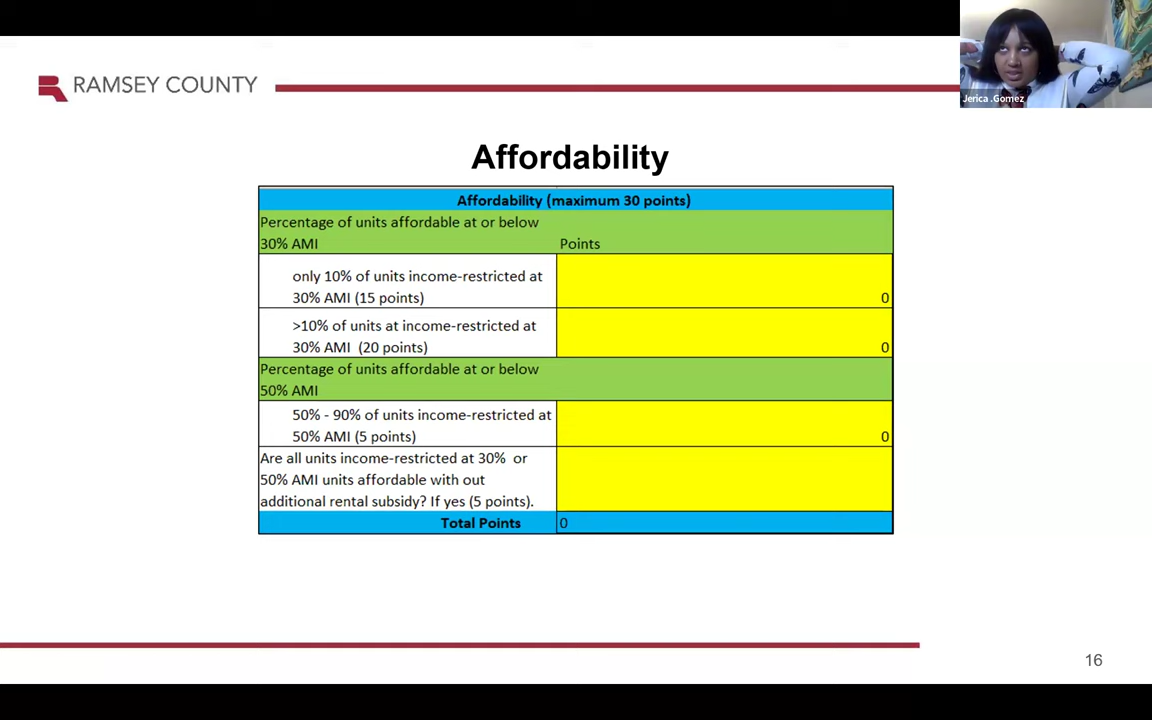 RAMSEY COUNTY
Jerica .Gomez
Affordability
Affordability (maximum 30 points)
Percentage of units affordable at or below
30% AMI
Points
only 10% of units income-restricted at
30% AMI (15 points)
0
>10% of units at income-restricted at
30% AMI (20 points)
0
Percentage of units affordable at or below
50% AMI
50% - 90% of units income-restricted at
50% AMI (5 points)
0
Are all units income-restricted at 30% or
50% AMI units affordable with out
additional rental subsidy? If yes (5 points).
Total Points
0
16